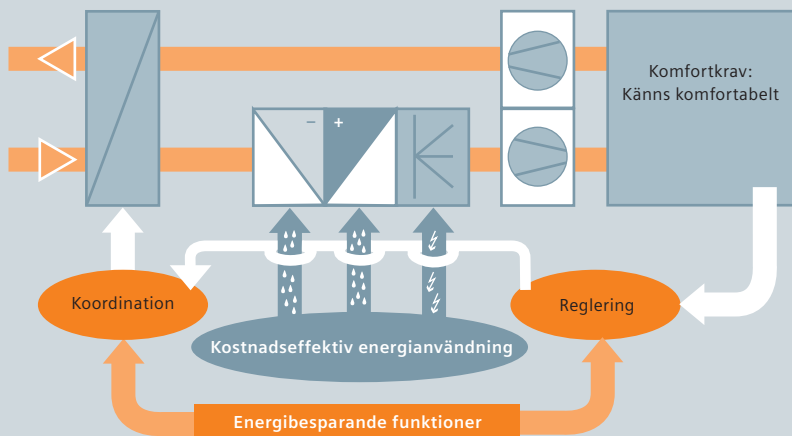 Komfortkrav:
Känns komfortabelt
− +
Koordination
Reglering
Kostnadseffektiv energianvändning
Energibesparande funktioner